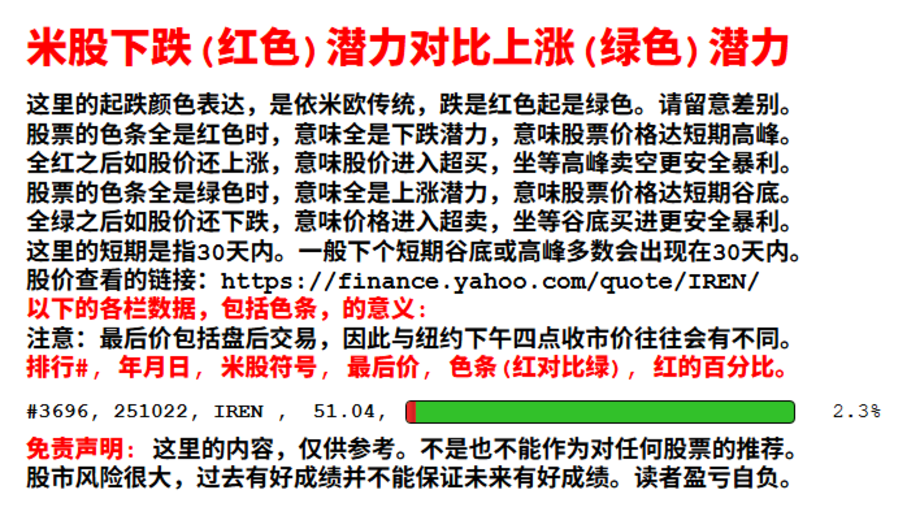 米股下跌(红色)潜力对比上涨(绿色)潜力
这里的起跌颜色表达，是依米欧传统，跌是红色起是绿色。请留意差别。
股票的色条全是红色时，意味全是下跌潜力，意味股票价格达短期高峰。
全红之后如股价还上涨，意味股价进入超买，坐等高峰卖空更安全暴利。
股票的色条全是绿色时，意味全是上涨潜力，意味股票价格达短期谷底。
全绿之后如股价还下跌，意味价格进入超卖，坐等谷底买进更安全暴利。
这里的短期是指30天内。一般下个短期谷底或高峰多数会出现在30天内。
股价查看的链接：https://finance.yahoo.com/quote/IREN/
以下的各栏数据，包括色条，的意义：
注意：最后价包括盘后交易，因此与纽约下午四点收市价往往会有不同。
排行#, 年月日, 米股符号, 最后价, 色条(红对比绿), 红的百分比。
#3696, 251022, IREN , 51.04, 2.3%
免责声明：这里的内容，仅供参考。不是也不能作为对任何股票的推荐。
股市风险很大，过去有好成绩并不能保证未来有好成绩。读者盈亏自负。